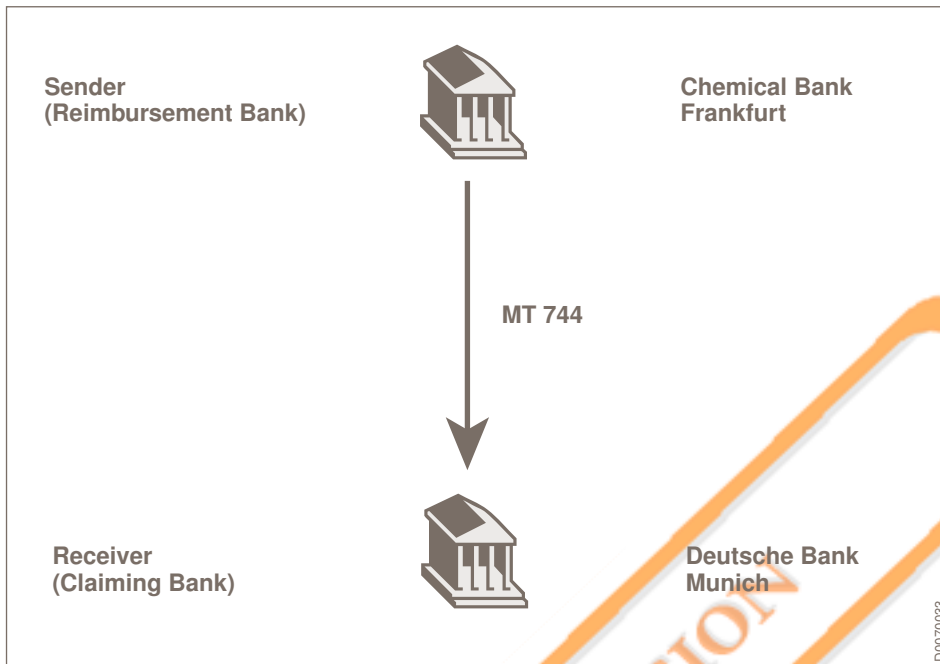 Sender
(Reimbursement Bank)
Chemical Bank
Frankfurt
MT 744
Receiver
(Claiming Bank)
Deutsche Bank
Munich